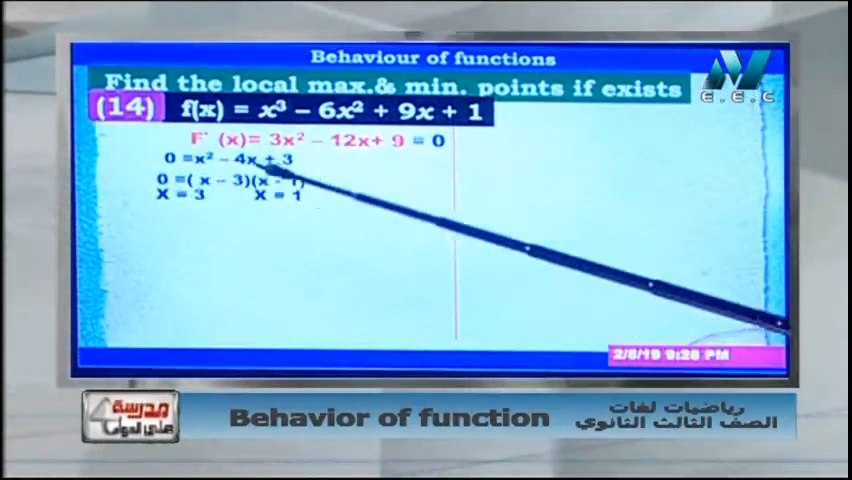 Behaviour of functions
Find the local max.& min. points if exists
E.E.C
(14) f(x) = x³ – 6x² + 9x + 1
F' (x)= 3x² – 12x+ 9 = 0
0 =x² – 4x + 3
0 =( x – 3)(x - 1)
X = 3 X = 1
2/6/19 9:28 PM
مدرسة
على الهواء
Behavior of function
رياضيات لغات
الصف الثالث الثانوي